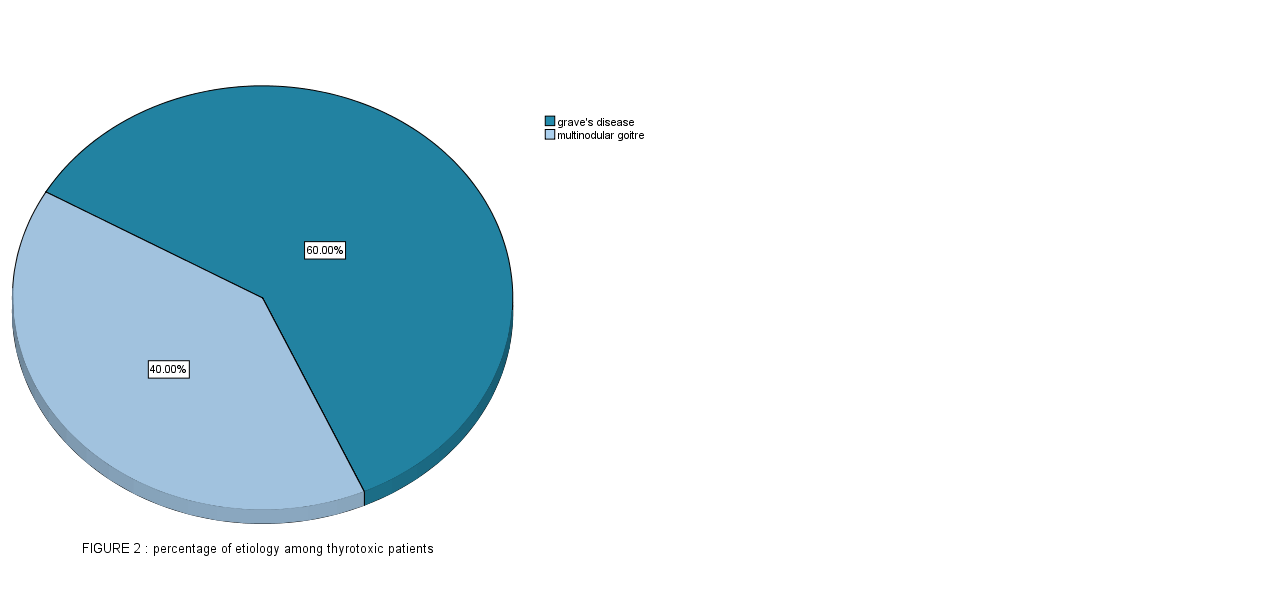 grave's disease
multinodular goitre
60.00%
40.00%
FIGURE 2 : percentage of etiology among thyrotoxic patients